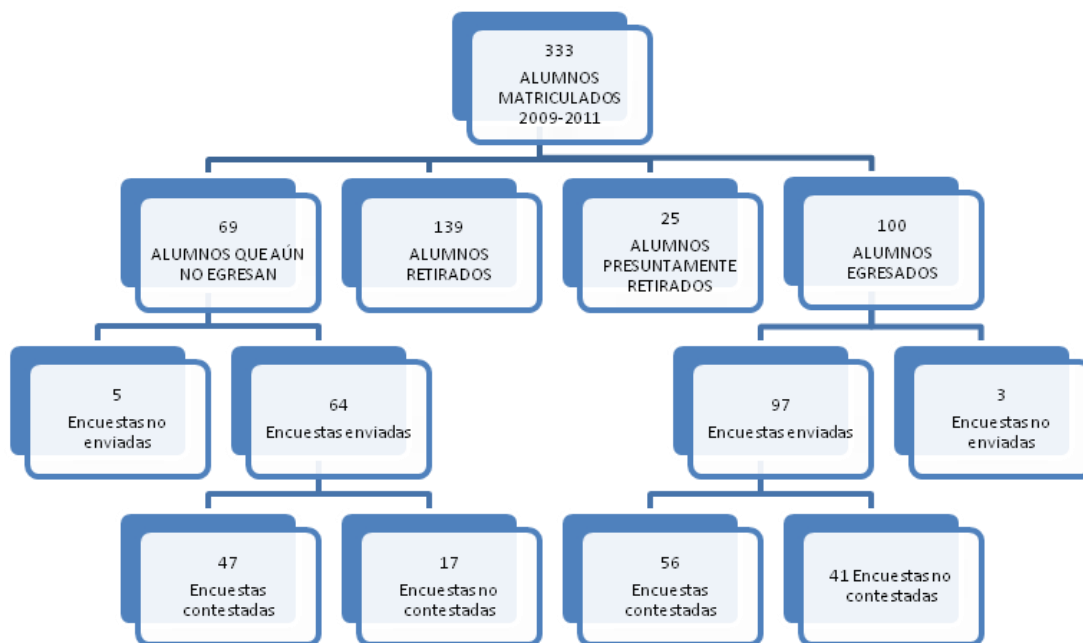 333
ALUMNOS
MATRICULADOS
2009-2011
69
ALUMNOS QUE AÚN
NO EGRESAN
139
ALUMNOS
RETIRADOS
25
ALUMNOS
PRESUNTAMENTE
RETIRADOS
100
ALUMNOS
EGRESADOS
5
Encuestas no
enviadas
64
Encuestas enviadas
97
Encuestas enviadas
3
Encuestas no
enviadas
47
Encuestas
contestadas
17
Encuestas no
contestadas
56
Encuestas
contestadas
41 Encuestas no
contestadas